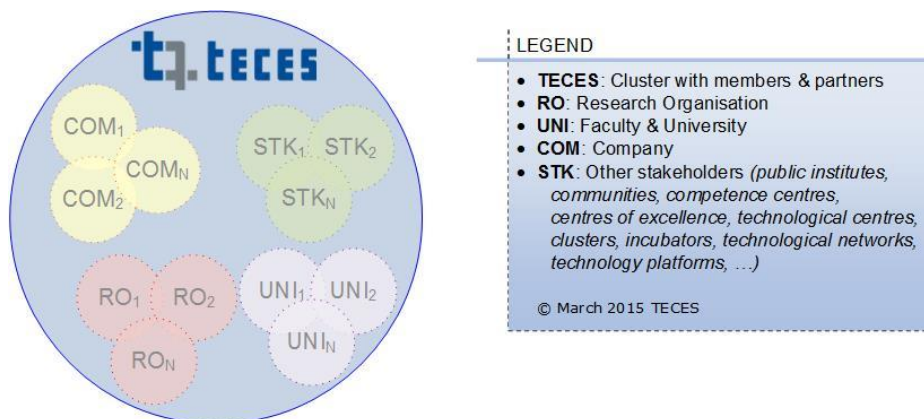 teces
COM1
COMN
COM2
STK1 STK2
STKN
RO1 RO2
RON
UNI1 UNI2
UNIN
LEGEND
• TECES: Cluster with members & partners
• RO: Research Organisation
• UNI: Faculty & University
• COM: Company
• STK: Other stakeholders (public institutes,
communities, competence centres,
centres of excellence, technological centres,
clusters, incubators, technological networks,
technology platforms, ...)
© March 2015 TECES